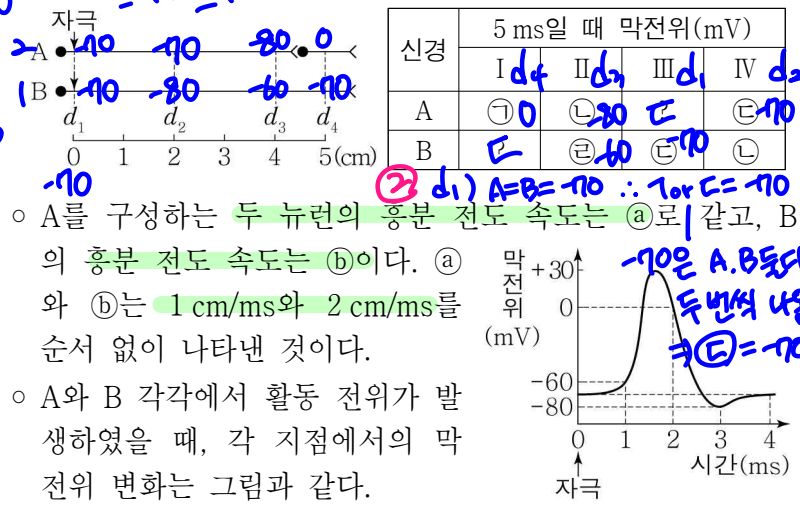 자극
A -70 -70 -80 0
2
B -70 -80 -60 -70
1
d₁ d₂ d₃ d₄
0 1 2 3 4 5(cm)
-70
신경 5 ms일 때 막전위(mV)
Ⅰ d₄ Ⅱ d₃ Ⅲ d₁ Ⅳ d₂
A ㉠ 0 ㉡ -80 ? ㄷ ㉢ -70
B ? ㄷ ㉣ -60 ㉢ -70 ㉡
② d₁) A=B=-70 ∴ ㄱ or ㄷ = -70
○ A를 구성하는 두 뉴런의 흥분 전도 속도는 ⓐ로 같고, B
의 흥분 전도 속도는 ⓑ이다. ⓐ
와 ⓑ는 1 cm/ms와 2 cm/ms를
순서 없이 나타낸 것이다.
○ A와 B 각각에서 활동 전위가 발
생하였을 때, 각 지점에서의 막
전위 변화는 그림과 같다.
-70은 A.B둘다
두번씩 나올
⇒ ㄷ = -70
막전위
(mV)
+30
0
-60
-80
0 1 2 3 4
시간(ms)
자극